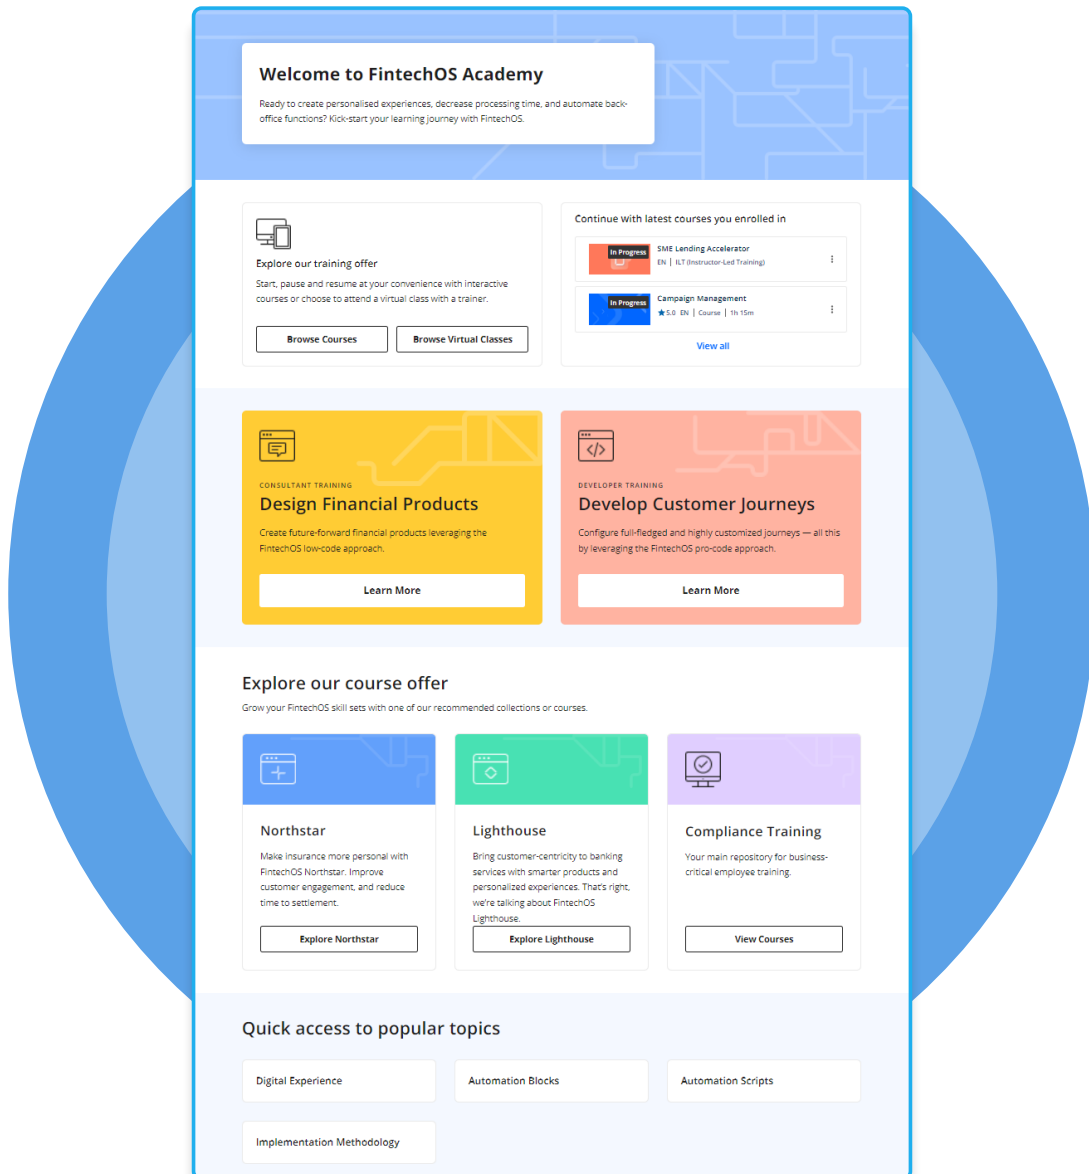 Welcome to FintechOS Academy
Ready to create personalised experiences, decrease processing time, and automate back-
office functions? Kick-start your learning journey with FintechOS.
Explore our training offer
Start, pause and resume at your convenience with interactive
courses or choose to attend a virtual class with a trainer.
Browse Courses
Browse Virtual Classes
Continue with latest courses you enrolled in
In Progress
SME Lending Accelerator
EN | ILT (Instructor-Led Training)
In Progress
Campaign Management
★5.0 EN | Course | 1h 15m
View all
CONSULTANT TRAINING
Design Financial Products
Create future-forward financial products leveraging the
FintechOS low-code approach.
Learn More
DEVELOPER TRAINING
Develop Customer Journeys
Configure full-fledged and highly customized journeys — all this
by leveraging the FintechOS pro-code approach.
Learn More
Explore our course offer
Grow your FintechOS skill sets with one of our recommended collections or courses.
Northstar
Make insurance more personal with
FintechOS Northstar. Improve
customer engagement, and reduce
time to settlement.
Explore Northstar
Lighthouse
Bring customer-centricity to banking
services with smarter products and
personalized experiences. That's right,
we're talking about FintechOS
Lighthouse.
Explore Lighthouse
Compliance Training
Your main repository for business-
critical employee training.
View Courses
Quick access to popular topics
Digital Experience
Automation Blocks
Automation Scripts
Implementation Methodology